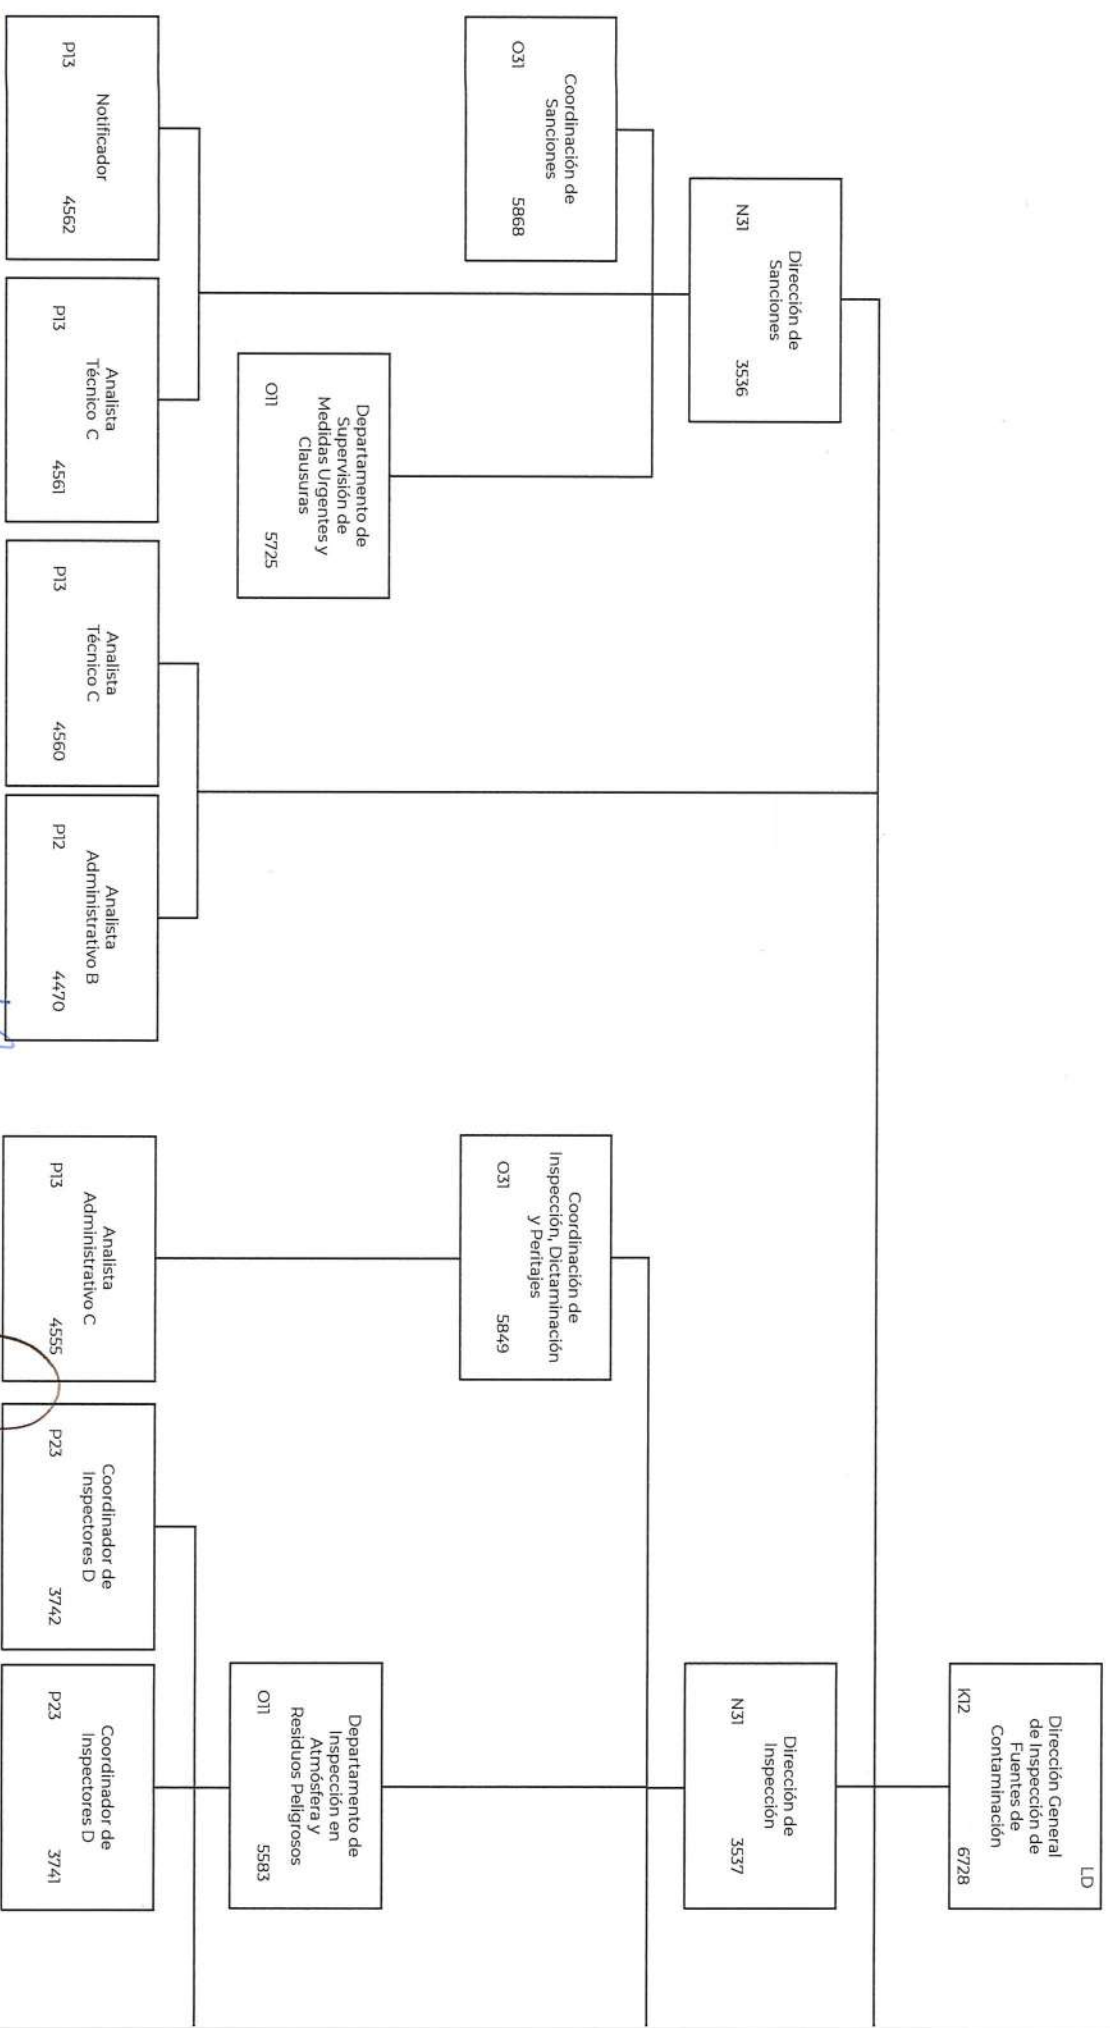 LD
Dirección General
de Inspección de
Fuentes de
Contaminación
K12 6728
Dirección de
Sanciones
N31 3536
Dirección de
Inspección
N31 3537
Coordinación de
Sanciones
O31 5868
Coordinación de
Inspección, Dictaminación
y Peritajes
O31 5849
Departamento de
Supervisión de
Medidas Urgentes y
Clausuras
O11 5725
Departamento de
Inspección en
Atmósfera y
Residuos Peligrosos
O11 5583
Notificador
P13 4562
Analista
Técnico C
P13 4561
Analista
Técnico C
P13 4560
Analista
Administrativo B
P12 4470
Analista
Administrativo C
P13 4555
Coordinador de
Inspectores D
P23 3742
Coordinador de
Inspectores D
P23 3741